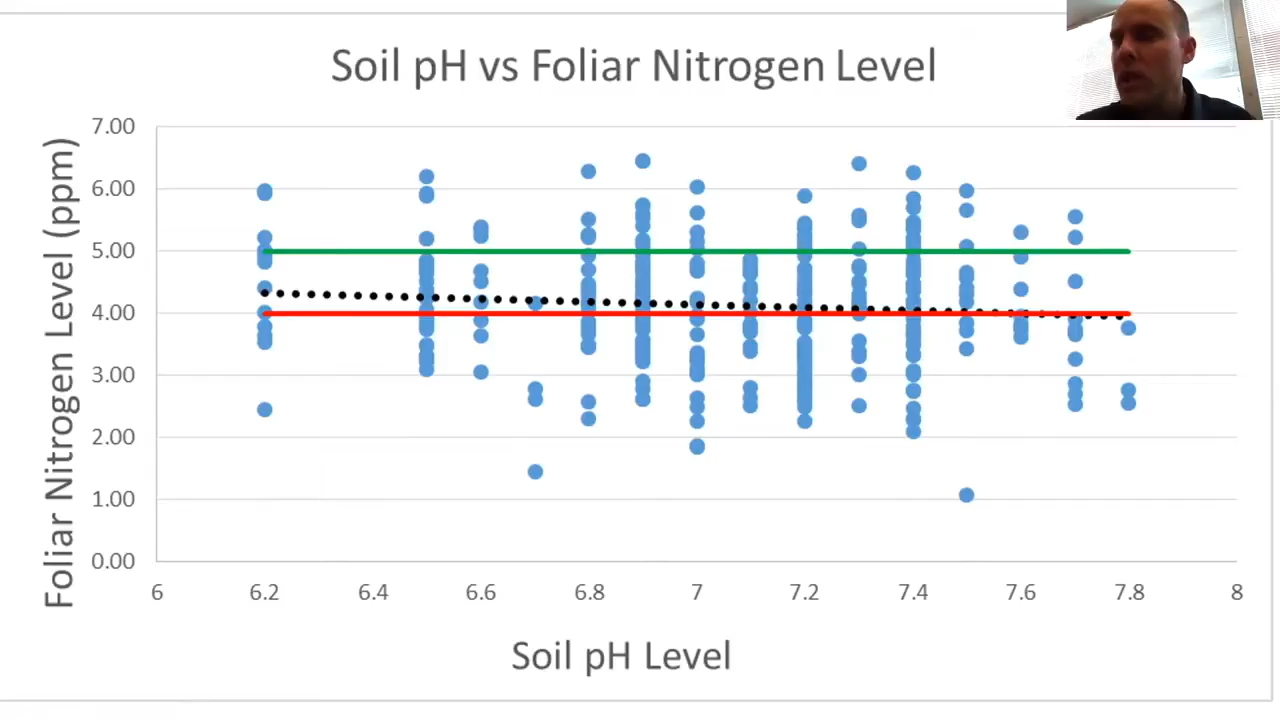 Soil pH vs Foliar Nitrogen Level
Foliar Nitrogen Level (ppm)
7.00
6.00
5.00
4.00
3.00
2.00
1.00
0.00
6 6.2 6.4 6.6 6.8 7 7.2 7.4 7.6 7.8 8
Soil pH Level